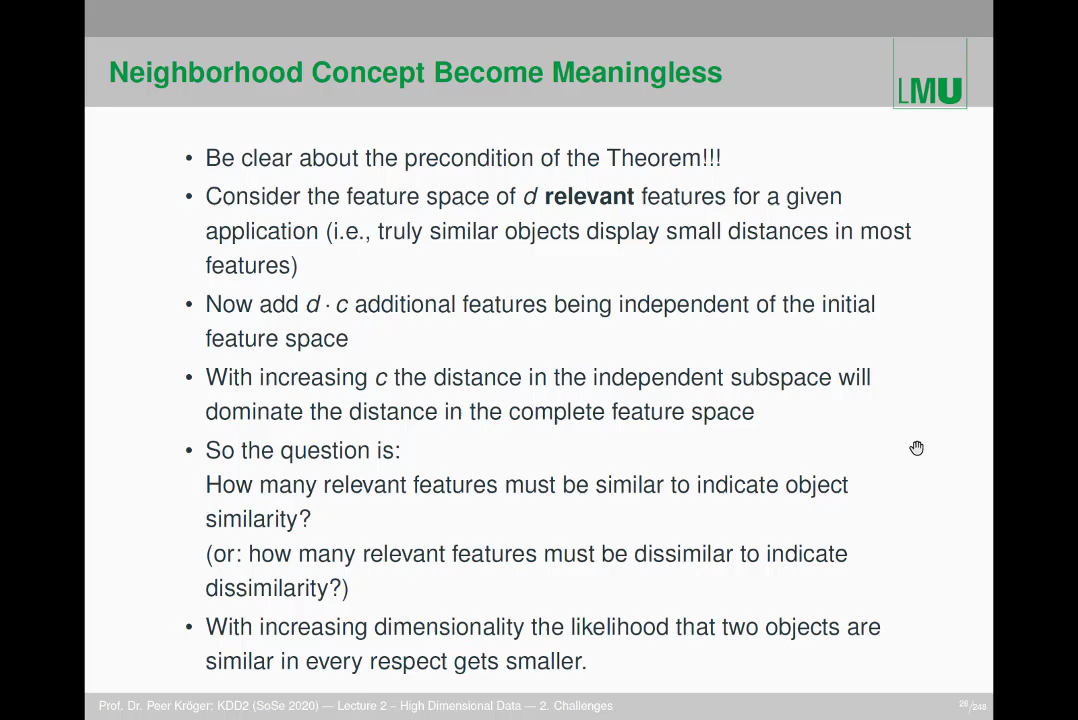 Neighborhood Concept Become Meaningless
LMU
• Be clear about the precondition of the Theorem!!!
• Consider the feature space of d relevant features for a given
application (i.e., truly similar objects display small distances in most
features)
• Now add d · c additional features being independent of the initial
feature space
• With increasing c the distance in the independent subspace will
dominate the distance in the complete feature space
• So the question is:
How many relevant features must be similar to indicate object
similarity?
(or: how many relevant features must be dissimilar to indicate
dissimilarity?)
• With increasing dimensionality the likelihood that two objects are
similar in every respect gets smaller.
Prof. Dr. Peer Kröger: KDD2 (SoSe 2020) — Lecture 2 – High Dimensional Data — 2. Challenges
26/248